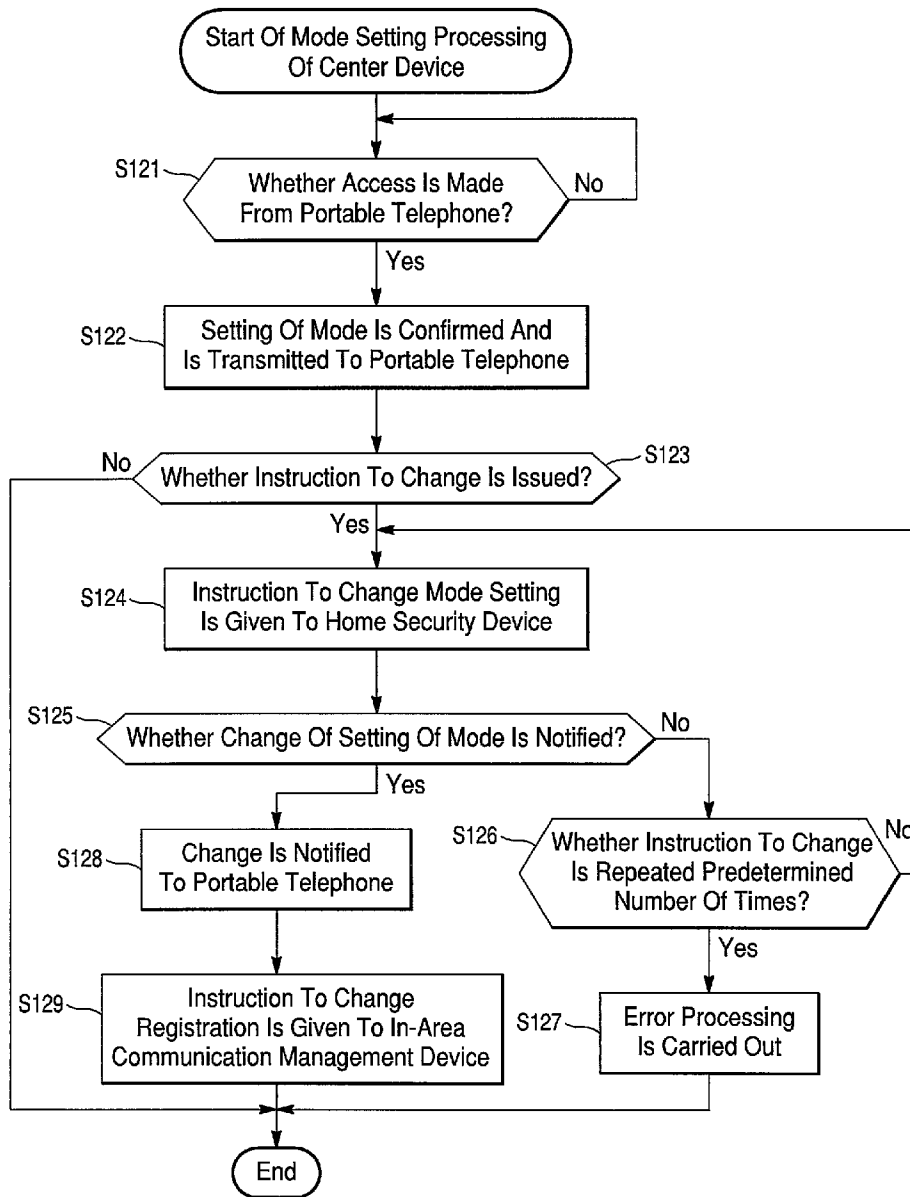 Start Of Mode Setting Processing
Of Center Device
S121
Whether Access Is Made
From Portable Telephone?
No
Yes
S122
Setting Of Mode Is Confirmed And
Is Transmitted To Portable Telephone
No
Whether Instruction To Change Is Issued?
S123
Yes
S124
Instruction To Change Mode Setting
Is Given To Home Security Device
S125
Whether Change Of Setting Of Mode Is Notified?
No
Yes
S128
Change Is Notified
To Portable Telephone
S126
Whether Instruction To Change
Is Repeated Predetermined
Number Of Times?
No
Yes
S129
Instruction To Change
Registration Is Given To In-Area
Communication Management Device
S127
Error Processing
Is Carried Out
End